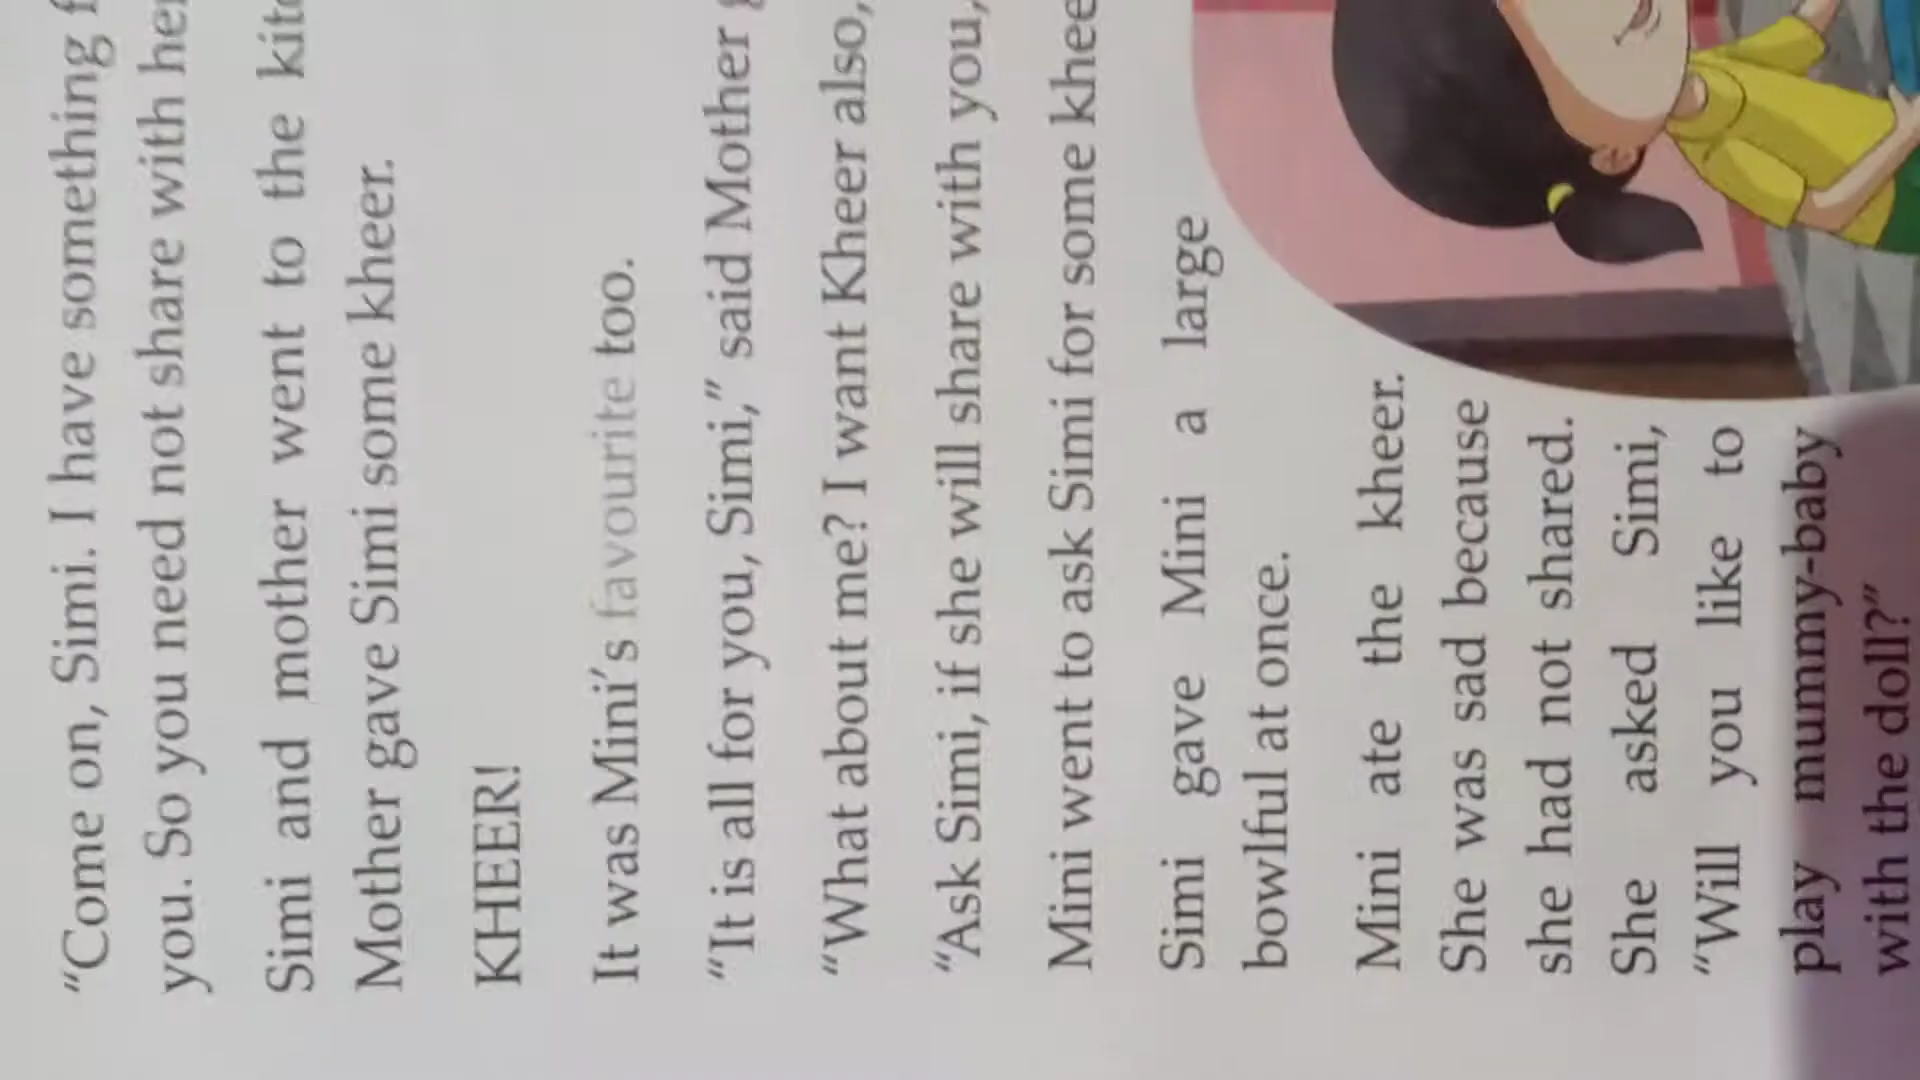 “Come on, Simi. I have something
you. So you need not share with her
Simi and mother went to the
Mother gave Simi some kheer.
KHEER!
It was Mini’s favourite too.
“It is all for you, Simi,” said Mother
“What about me? I want Kheer also,
“Ask Simi, if she will share with you,
Mini went to ask Simi for some
Simi gave Mini a large
bowlful at once.
Mini ate the kheer.
She was sad because
she had not shared.
She asked Simi,
“Will you like to
play mummy-baby
with the doll?”